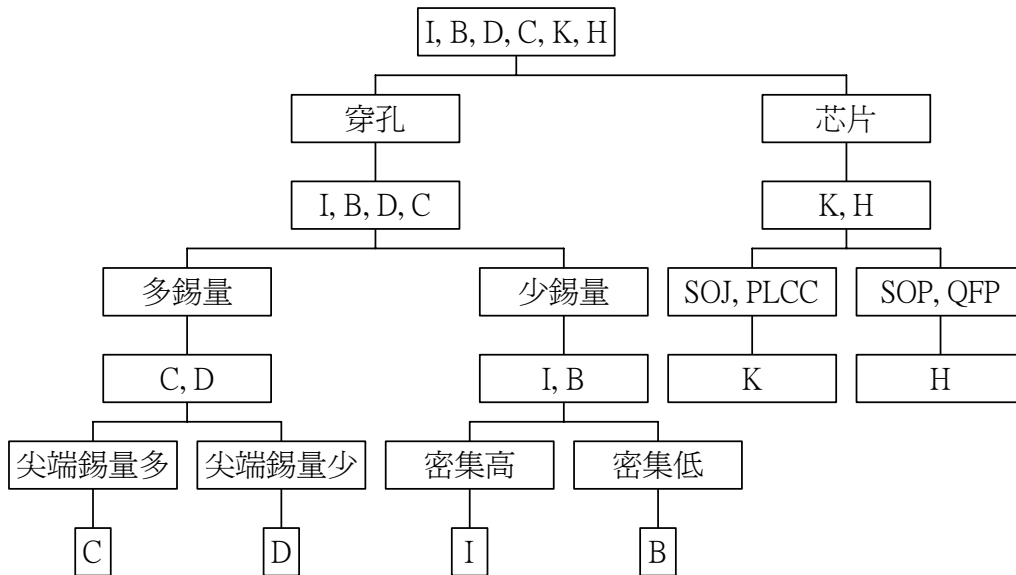 I, B, D, C, K, H
穿孔
芯片
I, B, D, C
K, H
多錫量
少錫量
SOJ, PLCC
SOP, QFP
C, D
I, B
K
H
尖端錫量多
尖端錫量少
密集高
密集低
C
D
I
B